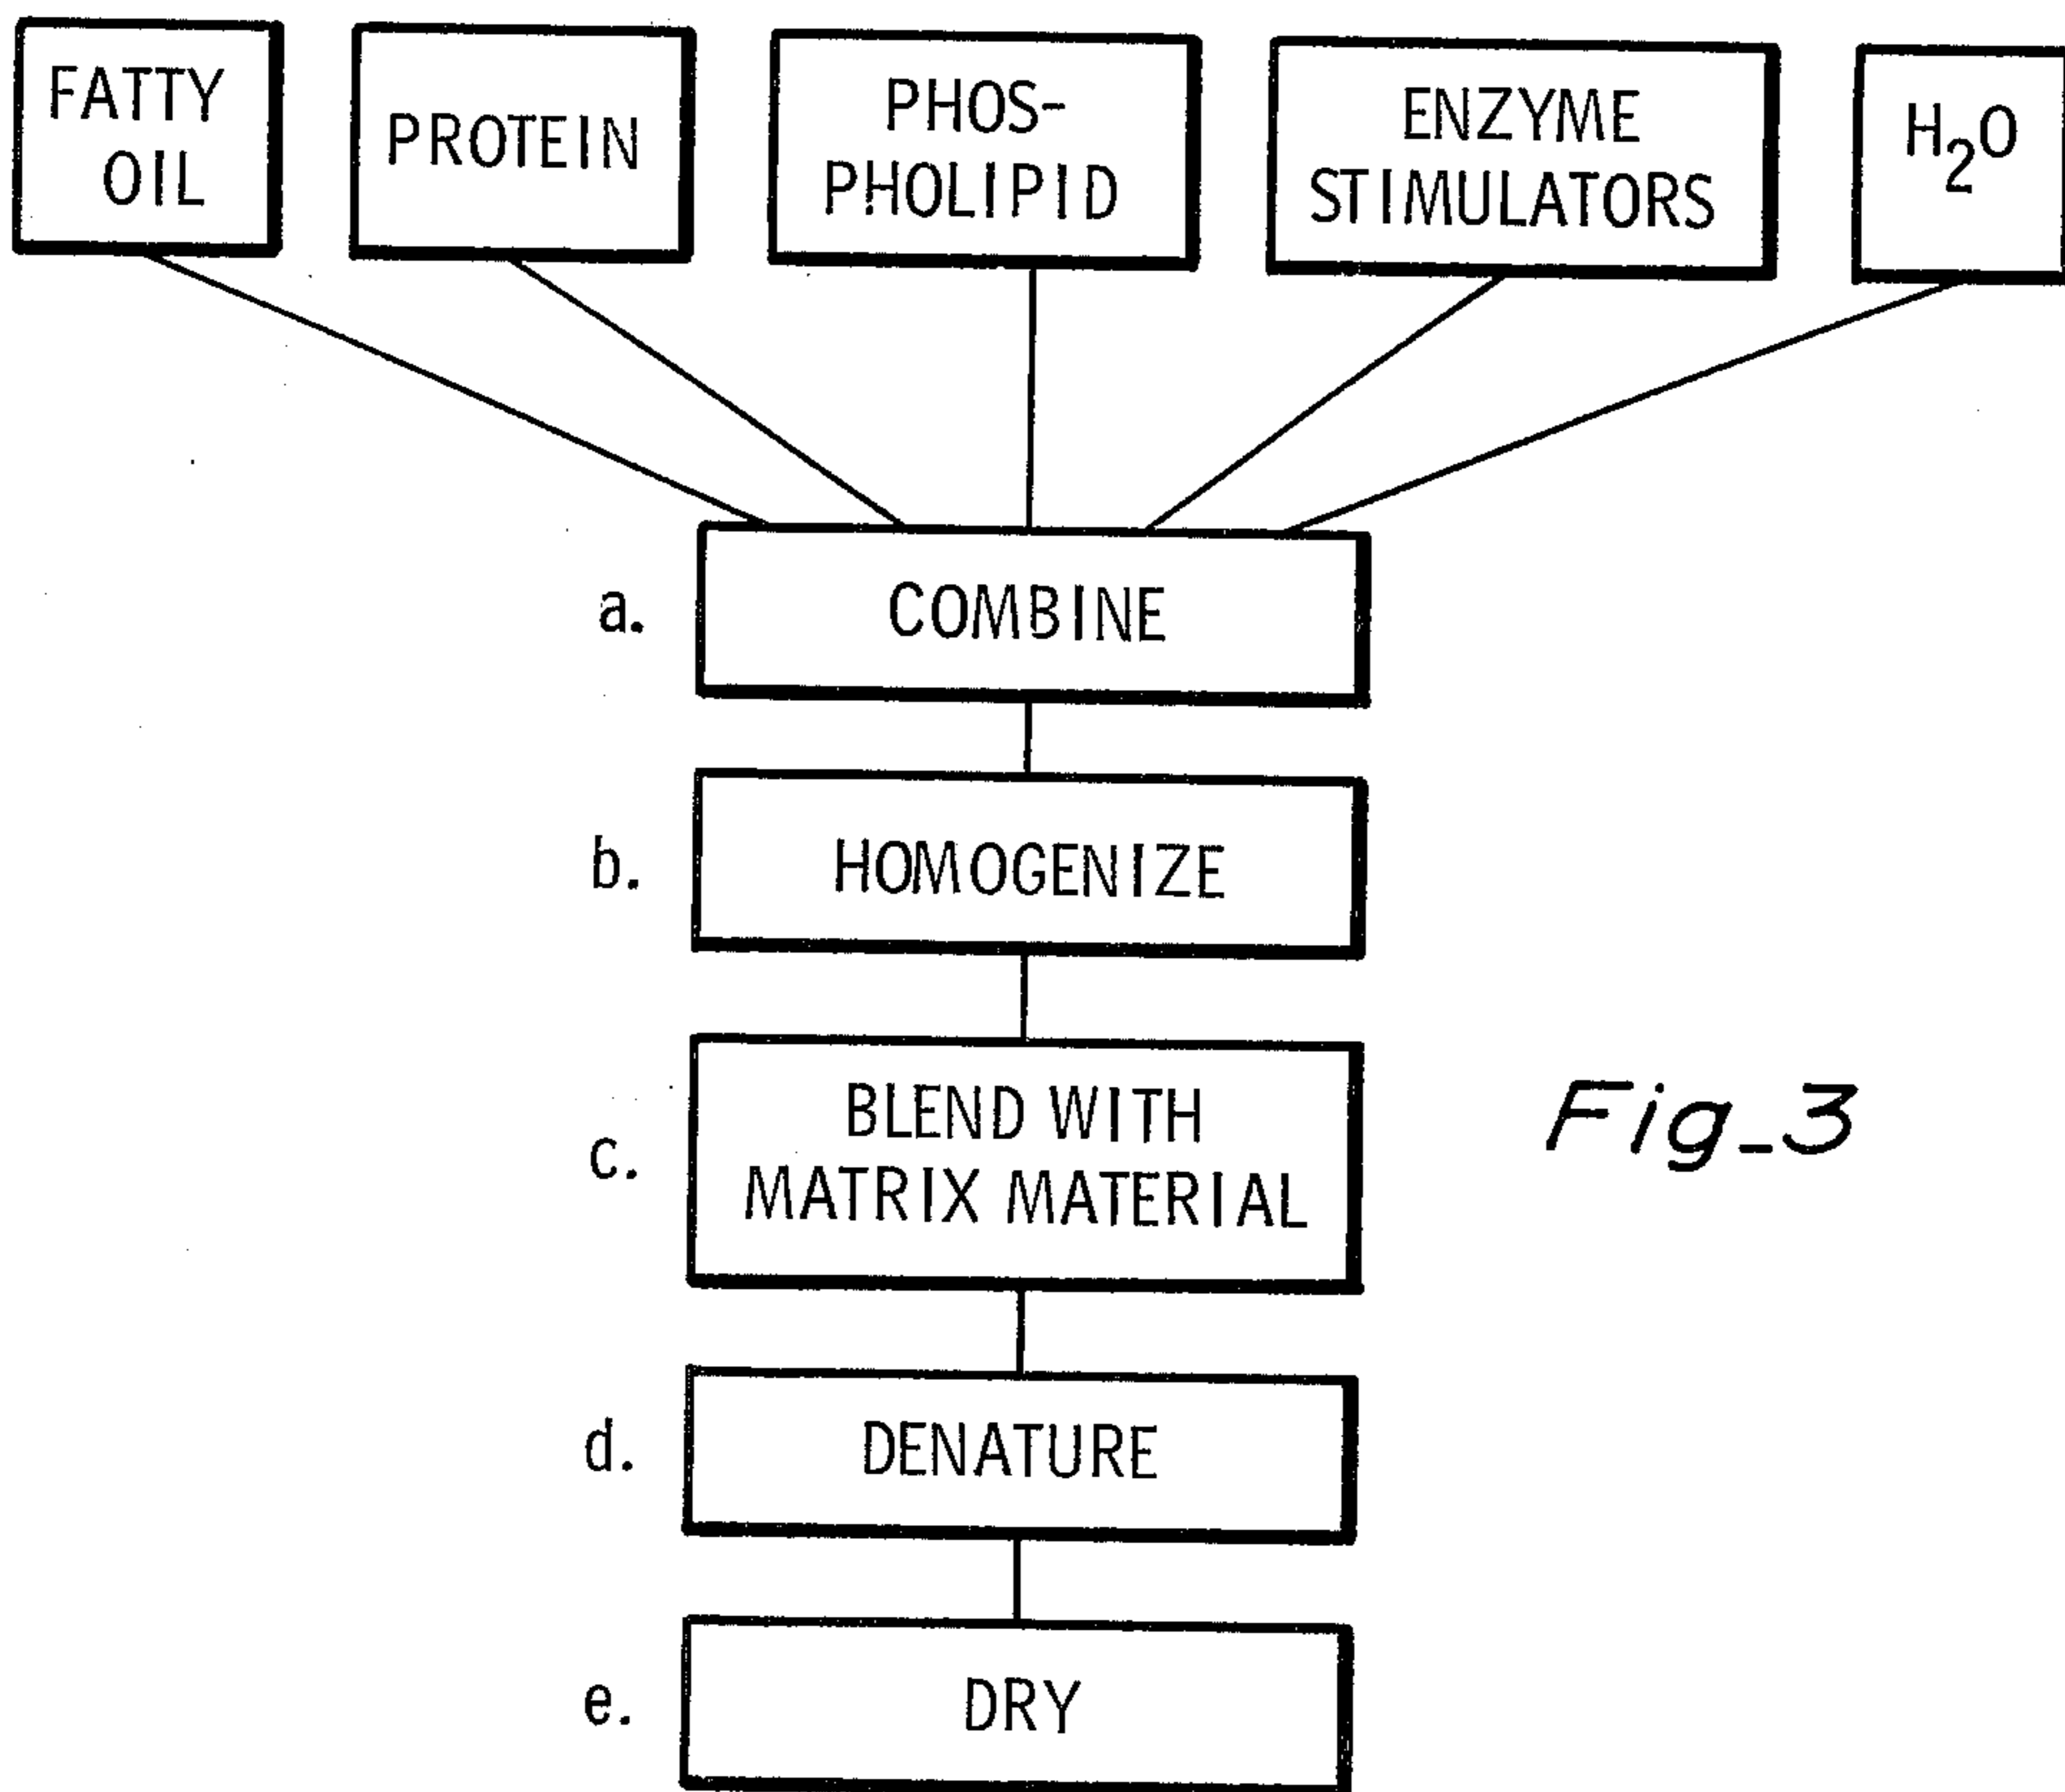 FATTY
OIL
PROTEIN
PHOS-
PHOLIPID
ENZYME
STIMULATORS
H₂O
a.
COMBINE
b.
HOMOGENIZE
c.
BLEND WITH
MATRIX MATERIAL
Fig_3
d.
DENATURE
e.
DRY